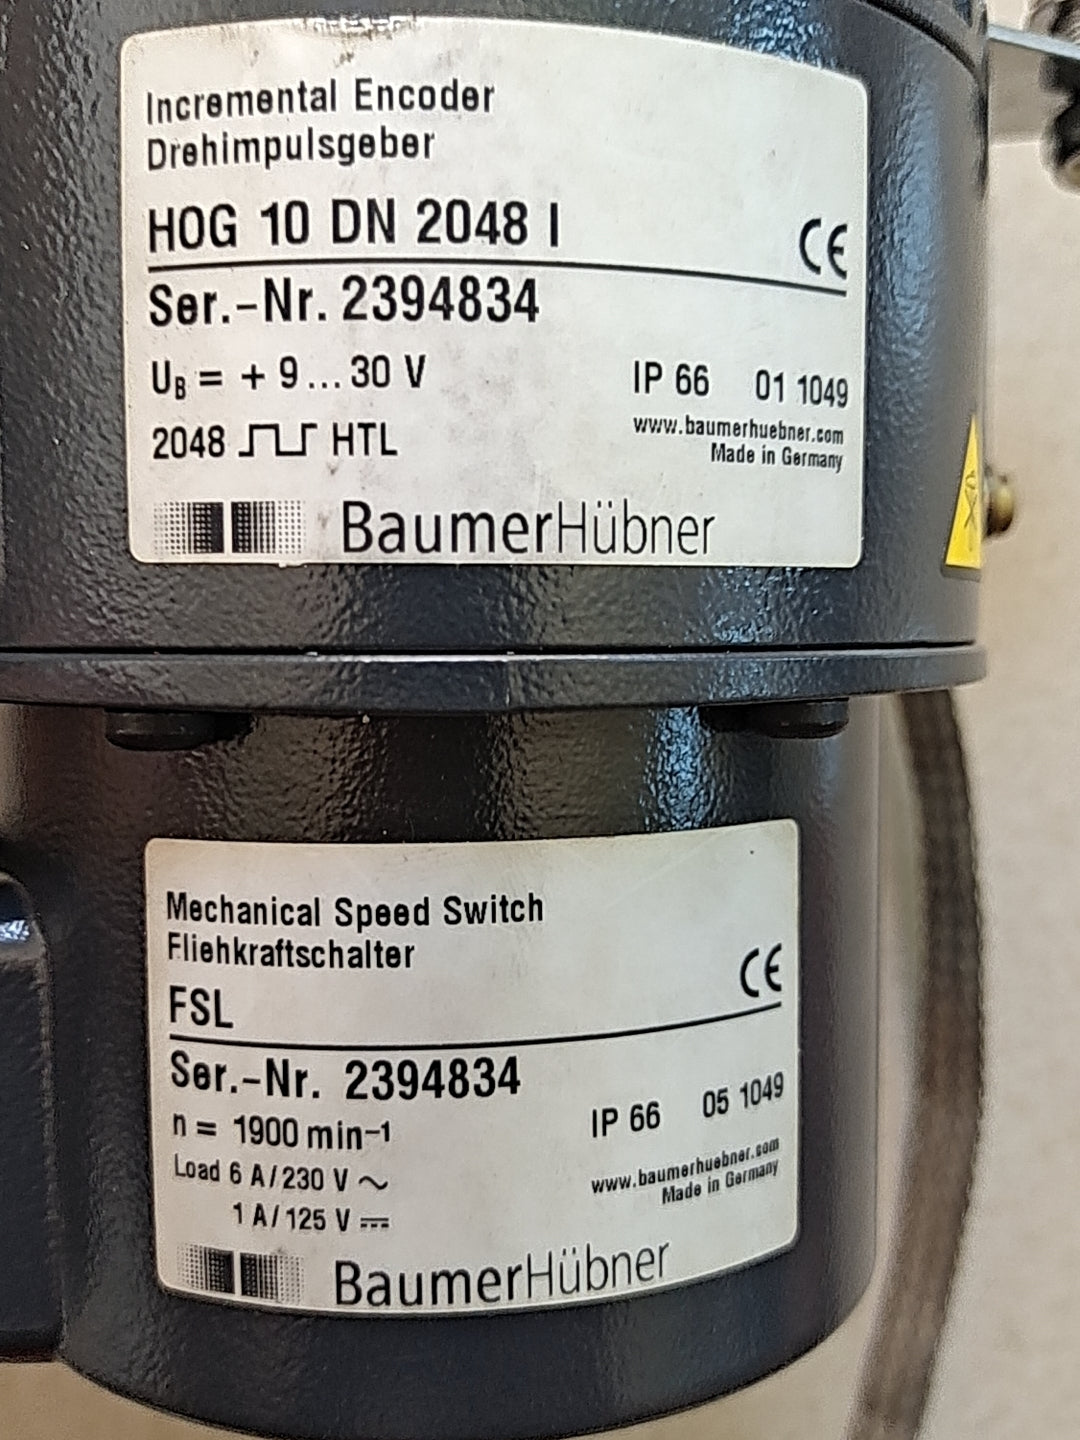 Incremental Encoder
Drehimpulsgeber
HOG 10 DN 2048 I
CE
Ser.-Nr. 2394834
UB = + 9 ... 30 V
IP 66 01 1049
2048 HTL
www.baumerhuebner.com
Made in Germany
BaumerHübner
Mechanical Speed Switch
Fliehkraftschalter
FSL
CE
Ser.-Nr. 2394834
n = 1900 min-1
IP 66 05 1049
Load 6 A/230 V ~
1 A/125 V ⎓
www.baumerhuebner.com
Made in Germany
BaumerHübner